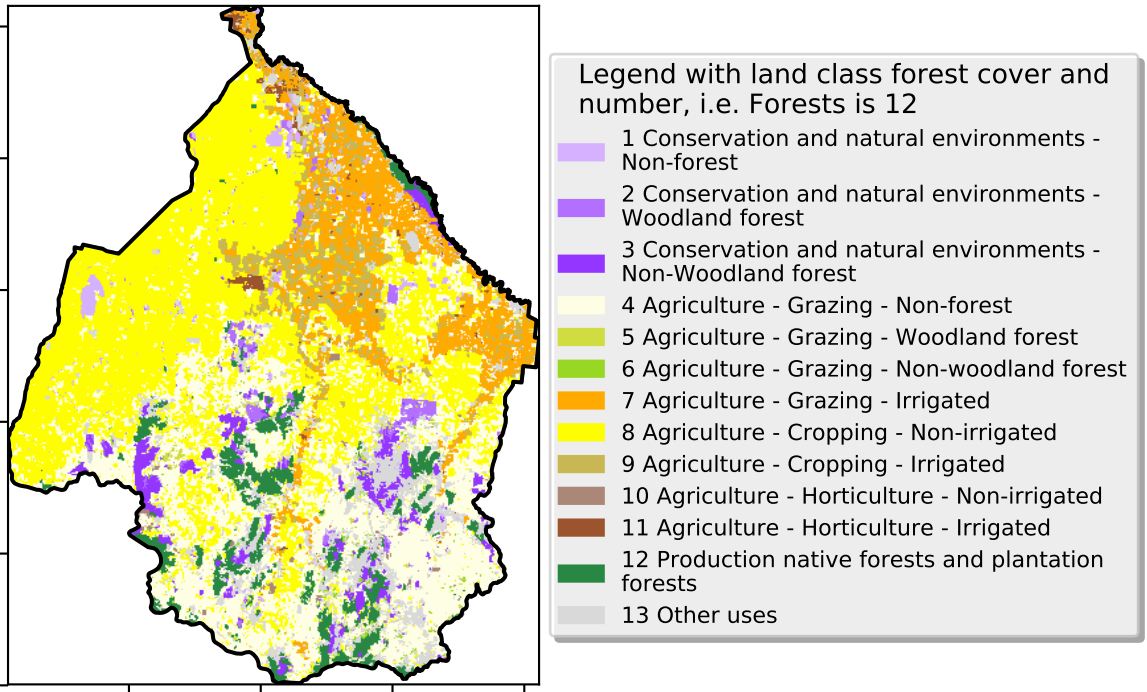 Legend with land class forest cover and
number, i.e. Forests is 12
1 Conservation and natural environments -
Non-forest
2 Conservation and natural environments -
Woodland forest
3 Conservation and natural environments -
Non-Woodland forest
4 Agriculture - Grazing - Non-forest
5 Agriculture - Grazing - Woodland forest
6 Agriculture - Grazing - Non-woodland forest
7 Agriculture - Grazing - Irrigated
8 Agriculture - Cropping - Non-irrigated
9 Agriculture - Cropping - Irrigated
10 Agriculture - Horticulture - Non-irrigated
11 Agriculture - Horticulture - Irrigated
12 Production native forests and plantation
forests
13 Other uses